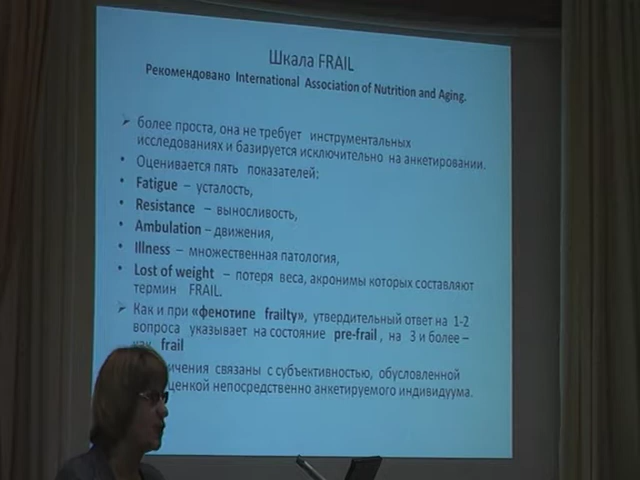 Шкала FRAIL
Рекомендовано International Association of Nutrition and Aging.
➤ более проста, она не требует инструментальных
исследованиях и базируется исключительно на анкетировании.
• Оценивается пять показателей:
• Fatigue – усталость,
• Resistance – выносливость,
• Ambulation – движения,
• Illness – множественная патология,
• Lost of weight – потеря веса, акронимы которых составляют
термин FRAIL.
➤ Как и при «фенотипе frailty», утвердительный ответ на 1-2
вопроса указывает на состояние pre-frail , на 3 и более –
как frail
связаны с субъективностью, обусловленной
непосредственно анкетируемого индивидуума.